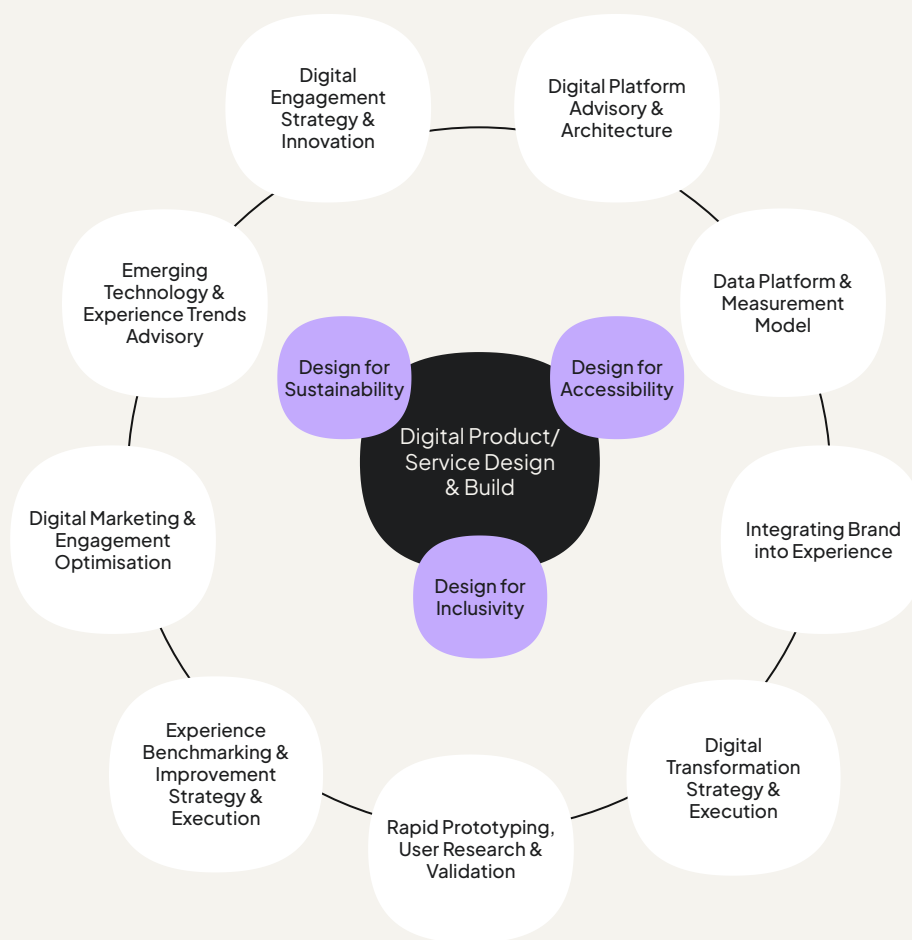 Digital
Engagement
Strategy &
Innovation
Digital Platform
Advisory &
Architecture
Emerging
Technology &
Experience Trends
Advisory
Data Platform &
Measurement
Model
Design for
Sustainability
Design for
Accessibility
Digital Product/
Service Design
& Build
Design for
Inclusivity
Digital Marketing &
Engagement
Optimisation
Integrating Brand
into Experience
Experience
Benchmarking &
Improvement
Strategy &
Execution
Digital
Transformation
Strategy &
Execution
Rapid Prototyping,
User Research &
Validation